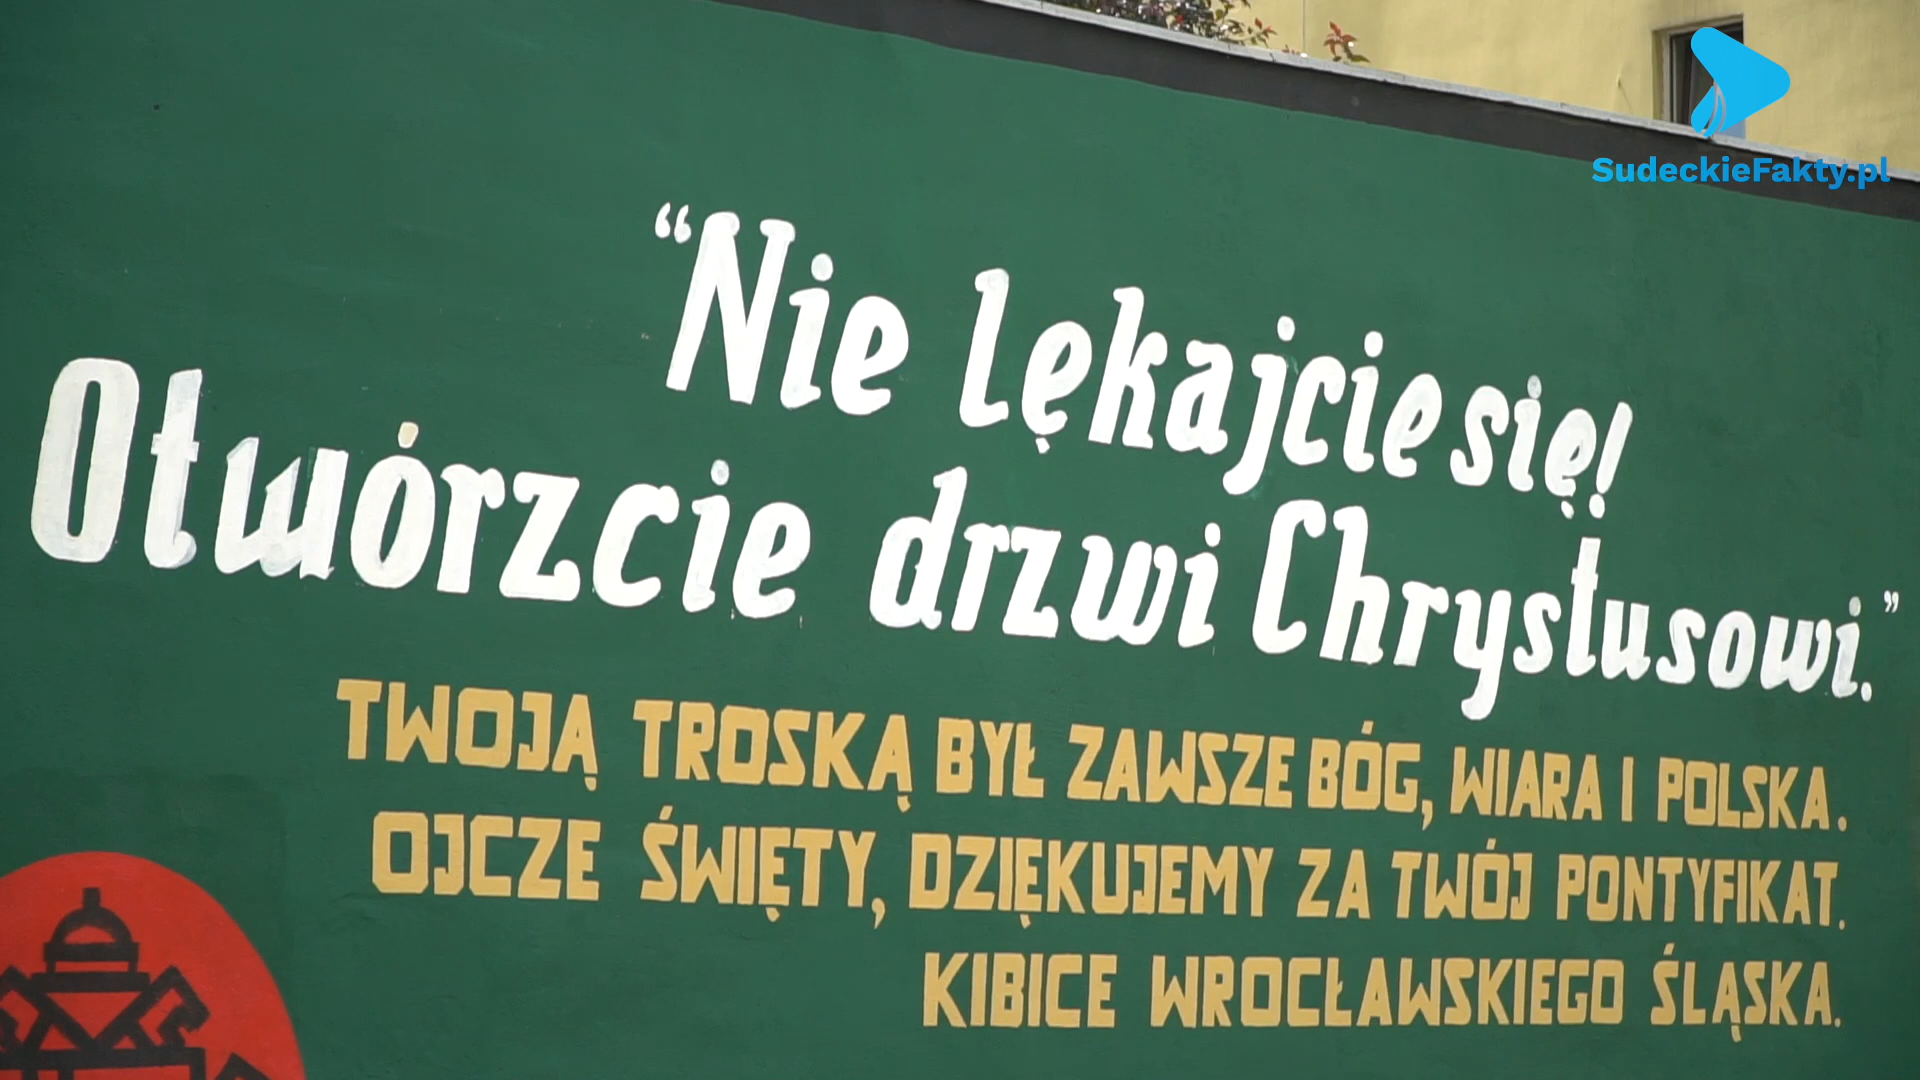 SudeckieFakty.pl
“Nie lękajcie się!
Otwórzcie drzwi Chrystusowi.”
TWOJĄ TROSKĄ BYŁ ZAWSZE BÓG, WIARA I POLSKA.
OJCZE ŚWIĘTY, DZIĘKUJEMY ZA TWÓJ PONTYFIKAT.
KIBICE WROCŁAWSKIEGO ŚLĄSKA.